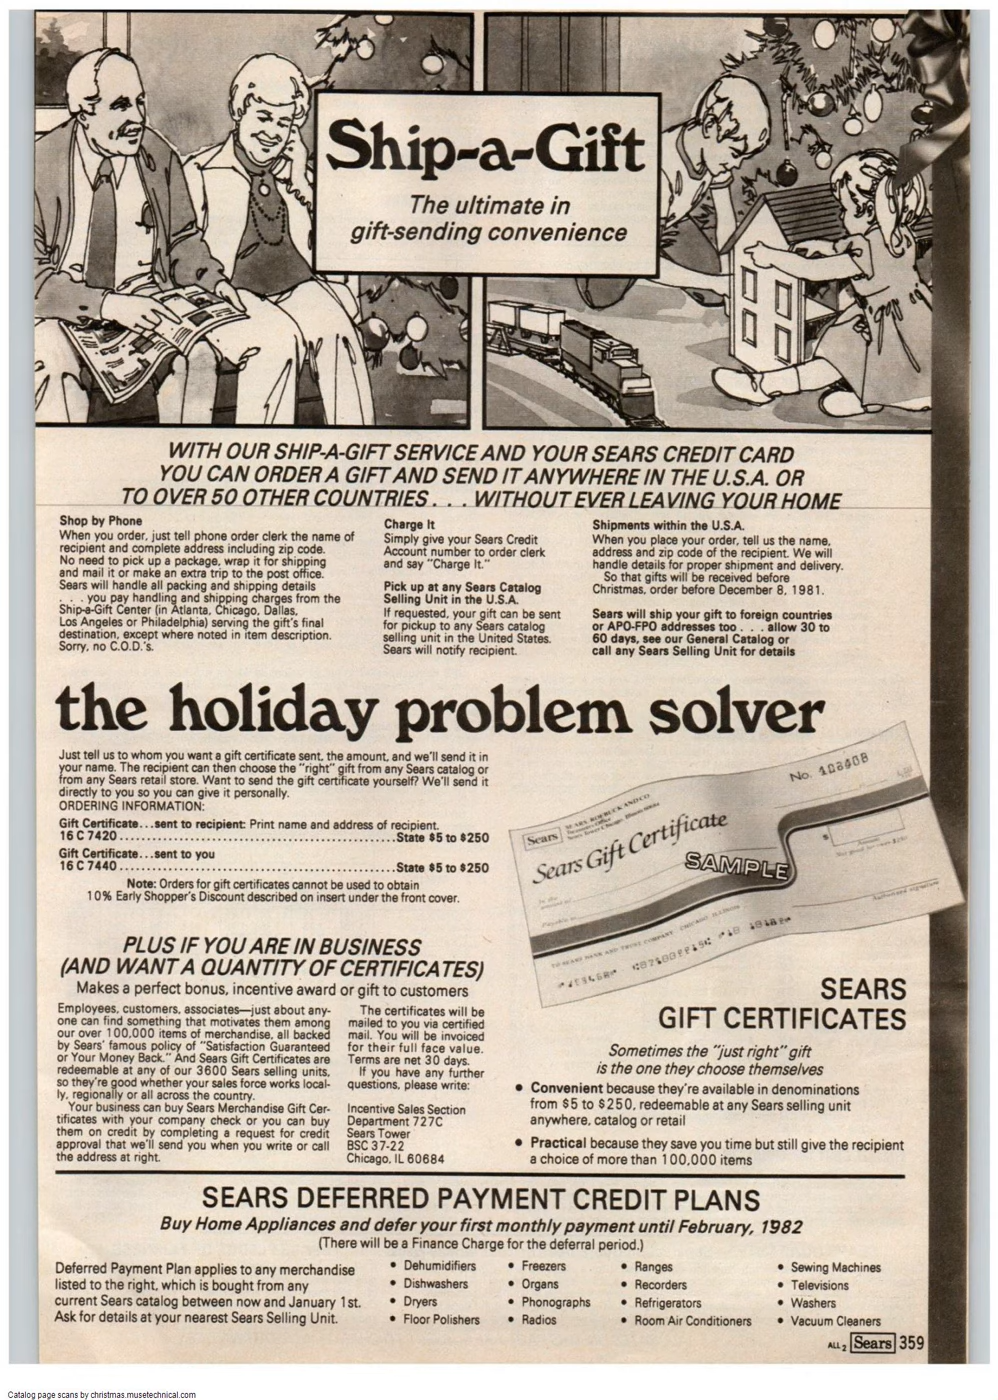 Ship-a-Gift
The ultimate in
gift-sending convenience
WITH OUR SHIP-A-GIFT SERVICE AND YOUR SEARS CREDIT CARD
YOU CAN ORDER A GIFT AND SEND IT ANYWHERE IN THE U.S.A. OR
TO OVER 50 OTHER COUNTRIES . . . WITHOUT EVER LEAVING YOUR HOME
Shop by Phone
When you order, just tell phone order clerk the name of
recipient and complete address including zip code.
No need to pick up a package, wrap it for shipping
and mail it or make an extra trip to the post office.
Sears will handle all packing and shipping details
. . . you pay handling and shipping charges from the
Ship-a-Gift Center (in Atlanta, Chicago, Dallas,
Los Angeles or Philadelphia) serving the gift's final
destination, except where noted in item description.
Sorry, no C.O.D.'s.
Charge It
Simply give your Sears Credit
Account number to order clerk
and say "Charge It."
Pick up at any Sears Catalog
Selling Unit in the U.S.A.
If requested, your gift can be sent
for pickup to any Sears catalog
selling unit in the United States.
Sears will notify recipient.
Shipments within the U.S.A.
When you place your order, tell us the name,
address and zip code of the recipient. We will
handle details for proper shipment and delivery.
So that gifts will be received before
Christmas, order before December 8, 1981.
Sears will ship your gift to foreign countries
or APO-FPO addresses too . . . allow 30 to
60 days, see our General Catalog or
call any Sears Selling Unit for details
the holiday problem solver
Just tell us to whom you want a gift certificate sent, the amount, and we'll send it in
your name. The recipient can then choose the "right" gift from any Sears catalog or
from any Sears retail store. Want to send the gift certificate yourself? We'll send it
directly to you so you can give it personally.
ORDERING INFORMATION:
Gift Certificate...sent to recipient: Print name and address of recipient.
16 C 7420..................................................State $5 to $250
Gift Certificate...sent to you
16 C 7440..................................................State $5 to $250
Note: Orders for gift certificates cannot be used to obtain
10% Early Shopper's Discount described on insert under the front cover.
No. 
Sears
SEARS, ROEBUCK AND CO.
Sears Gift Certificate
SAMPLE
$
Authorized signature
PLUS IF YOU ARE IN BUSINESS
(AND WANT A QUANTITY OF CERTIFICATES)
Makes a perfect bonus, incentive award or gift to customers
Employees, customers, associates—just about any-
one can find something that motivates them among
our over 100,000 items of merchandise, all backed
by Sears' famous policy of "Satisfaction Guaranteed
or Your Money Back." And Sears Gift Certificates are
redeemable at any of our 3600 Sears selling units,
so they're good whether your sales force works local-
ly, regionally or all across the country.
Your business can buy Sears Merchandise Gift Cer-
tificates with your company check or you can buy
them on credit by completing a request for credit
approval that we'll send you when you write or call
the address at right.
The certificates will be
mailed to you via certified
mail. You will be invoiced
for their full face value.
Terms are net 30 days.
If you have any further
questions, please write:
Incentive Sales Section
Department 727C
Sears Tower
BSC 37-22
Chicago, IL 60684
SEARS
GIFT CERTIFICATES
Sometimes the "just right" gift
is the one they choose themselves
• Convenient because they're available in denominations
from $5 to $250, redeemable at any Sears selling unit
anywhere, catalog or retail
• Practical because they save you time but still give the recipient
a choice of more than 100,000 items
SEARS DEFERRED PAYMENT CREDIT PLANS
Buy Home Appliances and defer your first monthly payment until February, 1982
(There will be a Finance Charge for the deferral period.)
Deferred Payment Plan applies to any merchandise
listed to the right, which is bought from any
current Sears catalog between now and January 1st.
Ask for details at your nearest Sears Selling Unit.
• Dehumidifiers
• Dishwashers
• Dryers
• Floor Polishers
• Freezers
• Organs
• Phonographs
• Radios
• Ranges
• Recorders
• Refrigerators
• Room Air Conditioners
• Sewing Machines
• Televisions
• Washers
• Vacuum Cleaners
ALL 2 Sears 359
Catalog page scans by christmas.musetechnical.com